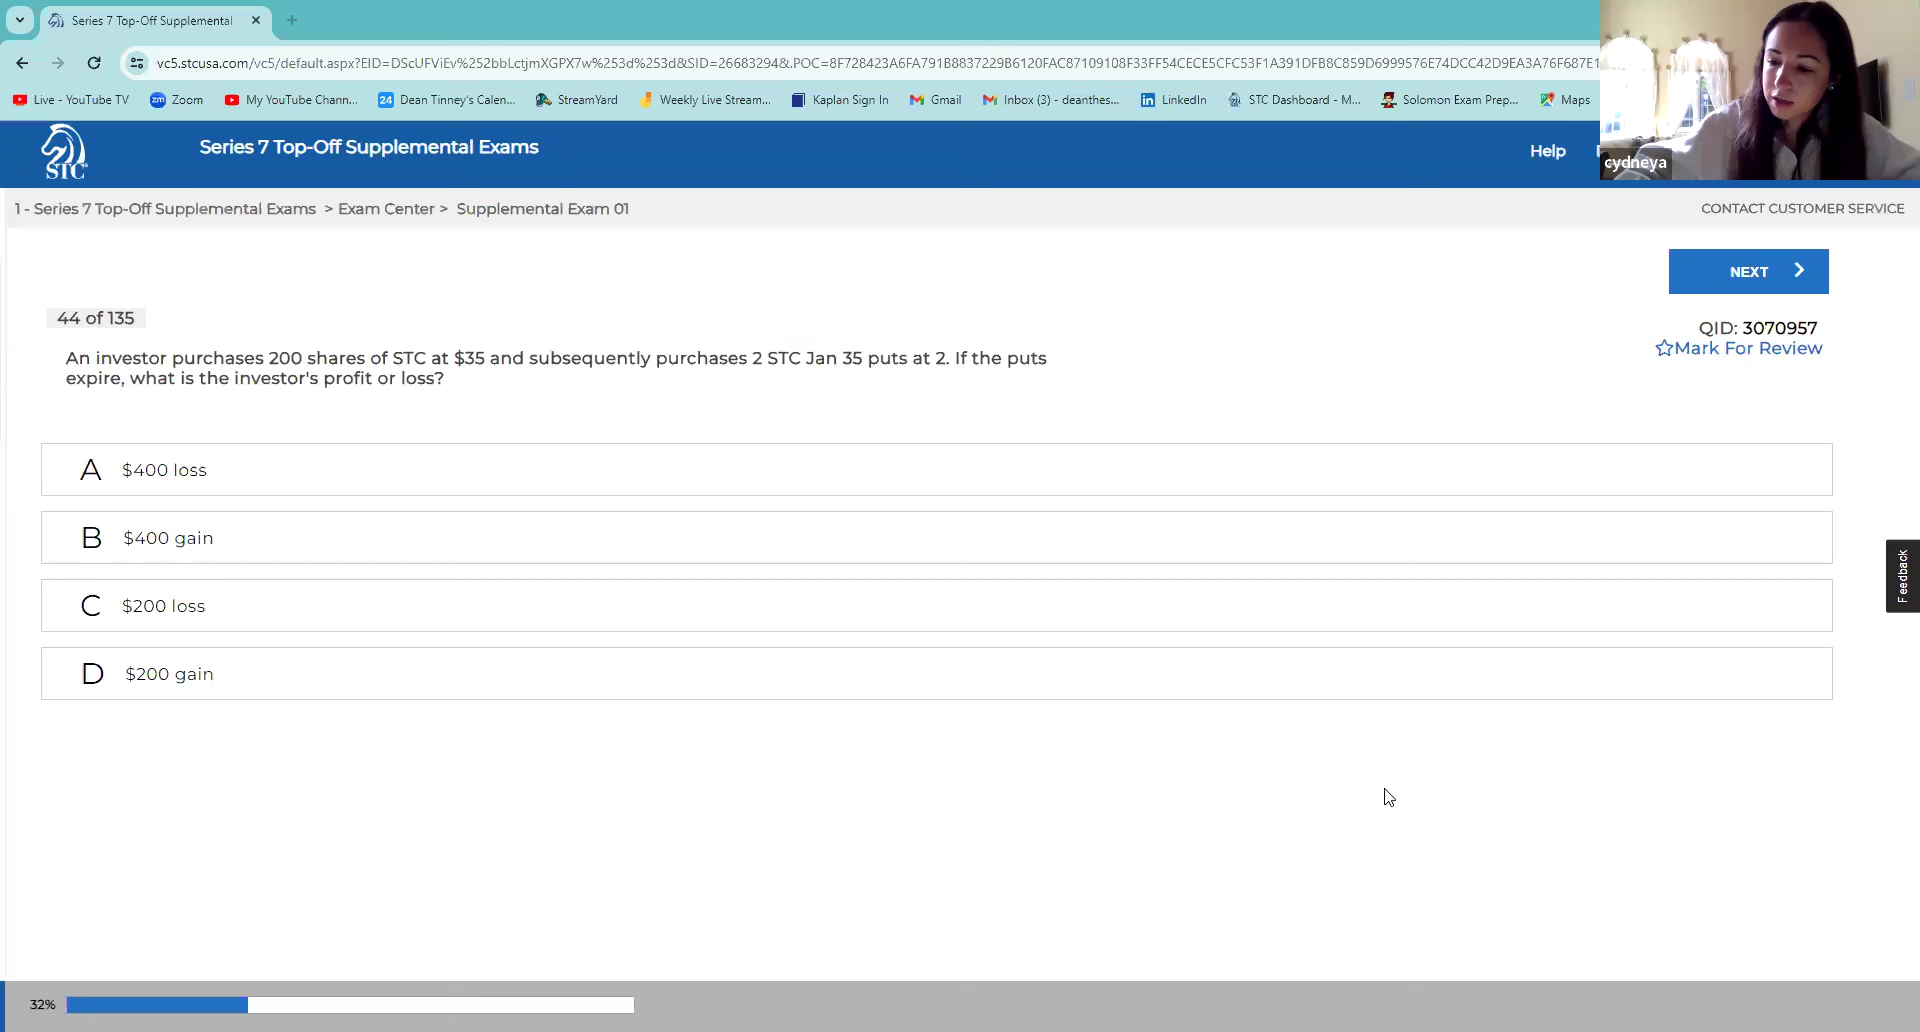 Series 7 Top-Off Supplemental
vc5.stcusa.com/vc5/default.aspx?EID=DScUFViEv%252bbLctjmXGPX7w%253d%253d&SID=26683294&.POC=8F728423A6FA791B8837229B6120FAC87109108F33FF54CECE5CFC53F1A391DFB8C859D6999576E74DCC42D9EA3A76F687E1
Live - YouTube TV
zm Zoom
My YouTube Chann...
24 Dean Tinney's Calen...
StreamYard
Weekly Live Stream...
Kaplan Sign In
Gmail
Inbox (3) - deanthes...
in LinkedIn
STC Dashboard - M...
Solomon Exam Prep...
Maps
cydneya
STC
Series 7 Top-Off Supplemental Exams
Help
1 - Series 7 Top-Off Supplemental Exams > Exam Center > Supplemental Exam 01
CONTACT CUSTOMER SERVICE
NEXT
44 of 135
QID: 3070957
Mark For Review
An investor purchases 200 shares of STC at $35 and subsequently purchases 2 STC Jan 35 puts at 2. If the puts
expire, what is the investor's profit or loss?
A $400 loss
B $400 gain
C $200 loss
D $200 gain
Feedback
32%